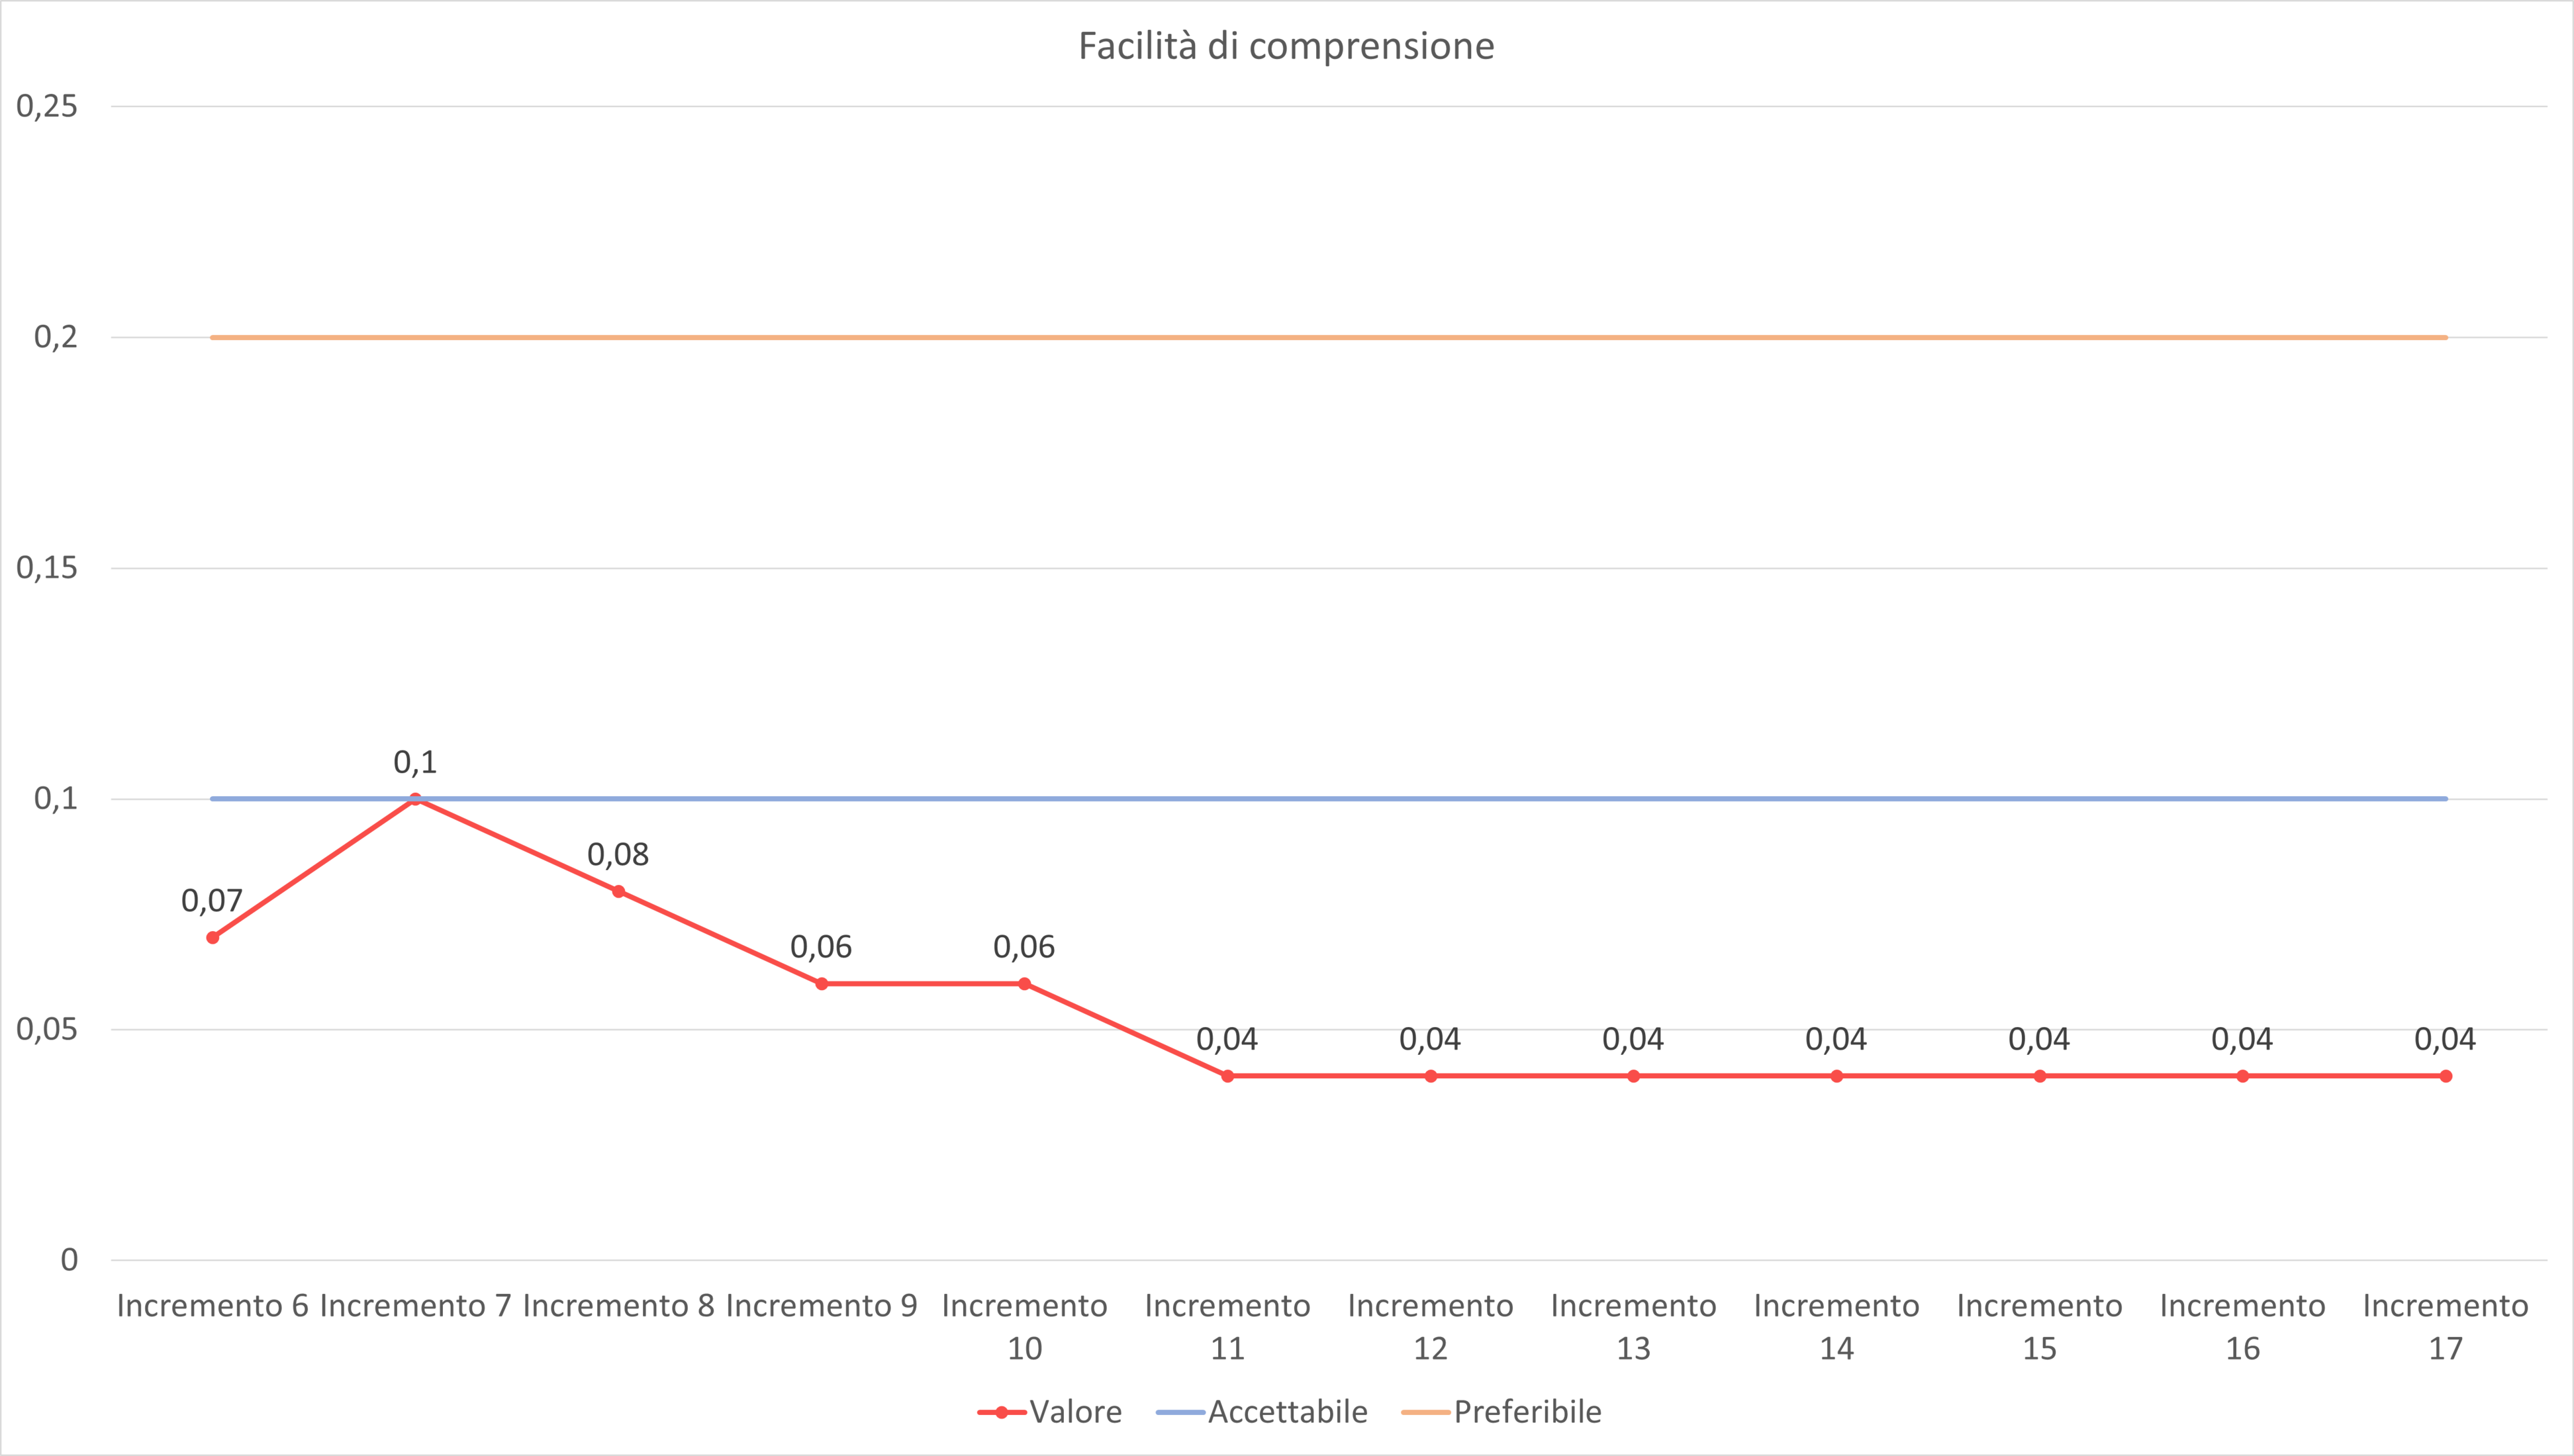 Facilità di comprensione
0,25
0,2
0,15
0,1
0,05
0
0,07
0,1
0,08
0,06
0,06
0,04
0,04
0,04
0,04
0,04
0,04
0,04
Incremento 6
Incremento 7
Incremento 8
Incremento 9
Incremento
10
Incremento
11
Incremento
12
Incremento
13
Incremento
14
Incremento
15
Incremento
16
Incremento
17
Valore
Accettabile
Preferibile